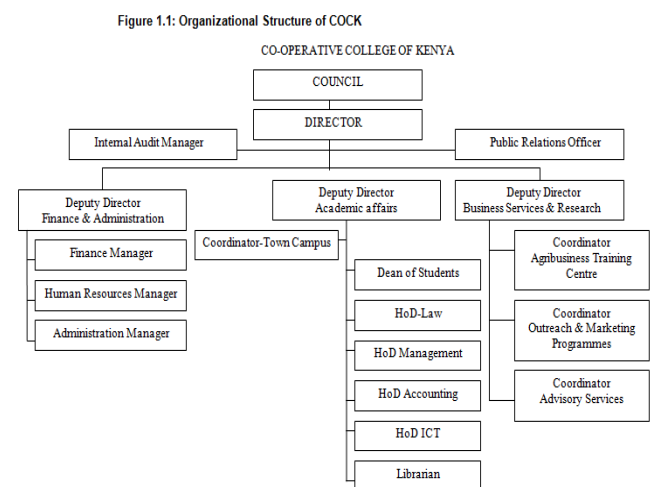 Figure 1.1: Organizational Structure of COCK
CO-OPERATIVE COLLEGE OF KENYA
COUNCIL
DIRECTOR
Internal Audit Manager
Public Relations Officer
Deputy Director
Finance & Administration
Deputy Director
Academic affairs
Deputy Director
Business Services & Research
Finance Manager
Human Resources Manager
Administration Manager
Coordinator-Town Campus
Dean of Students
HoD-Law
HoD Management
HoD Accounting
HoD ICT
Librarian
Coordinator
Agribusiness Training
Centre
Coordinator
Outreach & Marketing
Programmes
Coordinator
Advisory Services